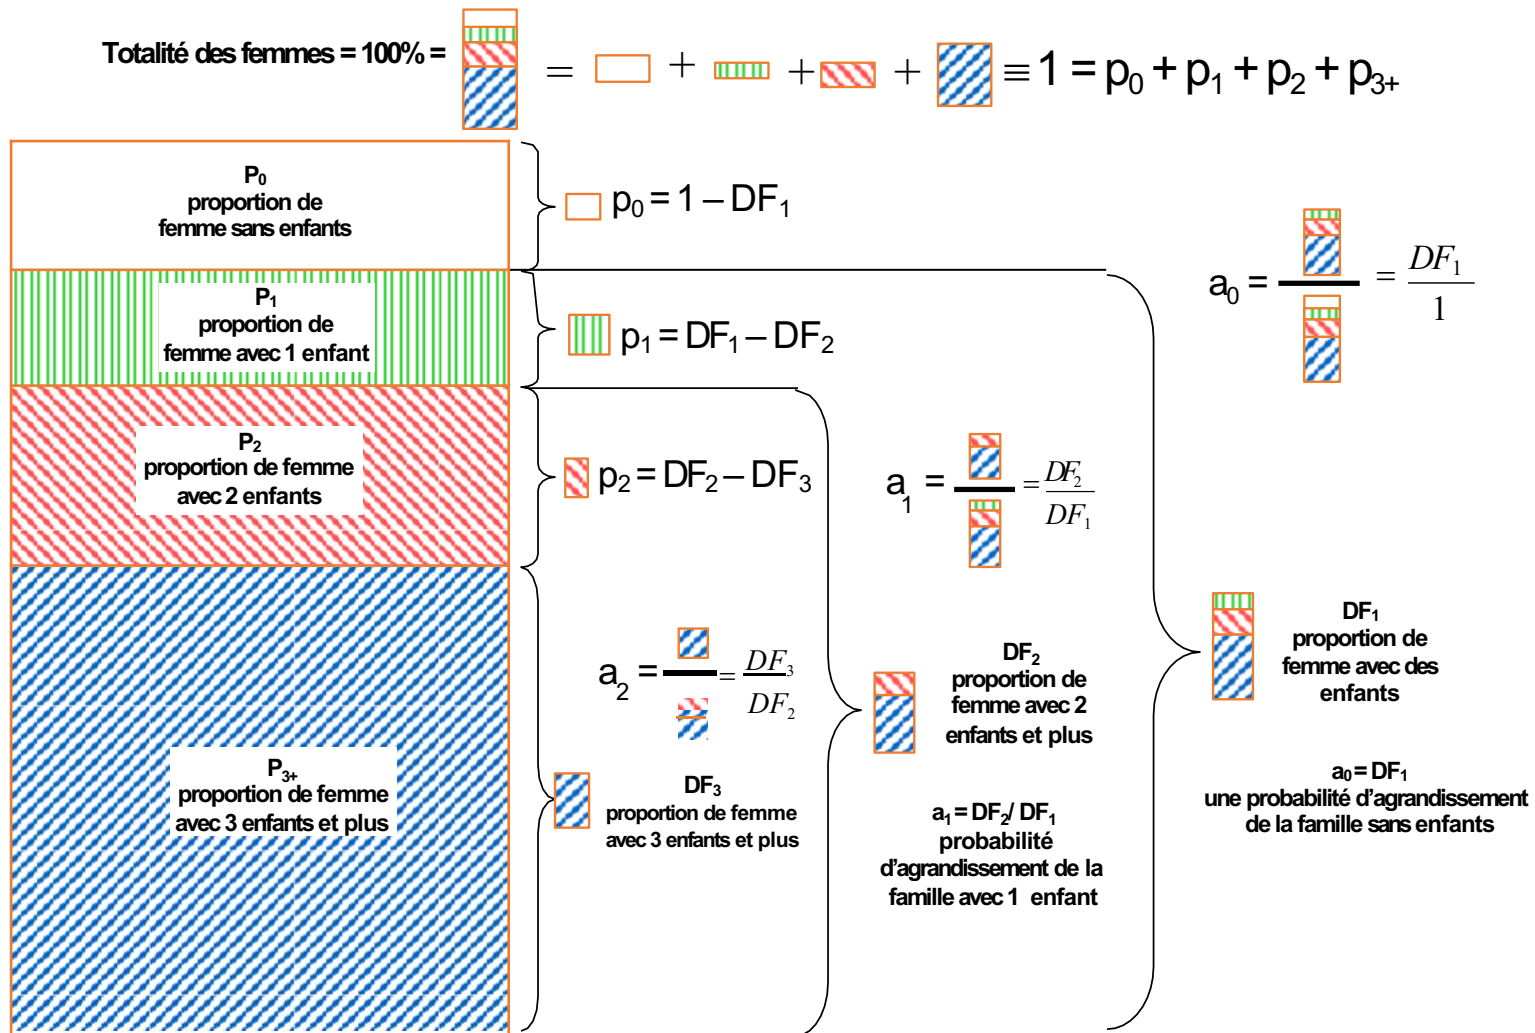 Totalité des femmes = 100% = = + + + ≡ 1 = p₀ + p₁ + p₂ + p₃₊
P₀
proportion de
femme sans enfants
p₀ = 1 – DF₁
P₁
proportion de
femme avec 1 enfant
p₁ = DF₁ – DF₂
a₀ = = DF₁
1
P₂
proportion de femme
avec 2 enfants
p₂ = DF₂ – DF₃
a₁ = = DF₂
DF₁
P₃₊
proportion de femme
avec 3 enfants et plus
a₂ = = DF₃
DF₂
DF₃
proportion de femme
avec 3 enfants et plus
DF₂
proportion de
femme avec 2
enfants et plus
a₁ = DF₂/ DF₁
probabilité
d’agrandissement de la
famille avec 1 enfant
DF₁
proportion de
femme avec des
enfants
a₀ = DF₁
une probabilité d’agrandissement
de la famille sans enfants